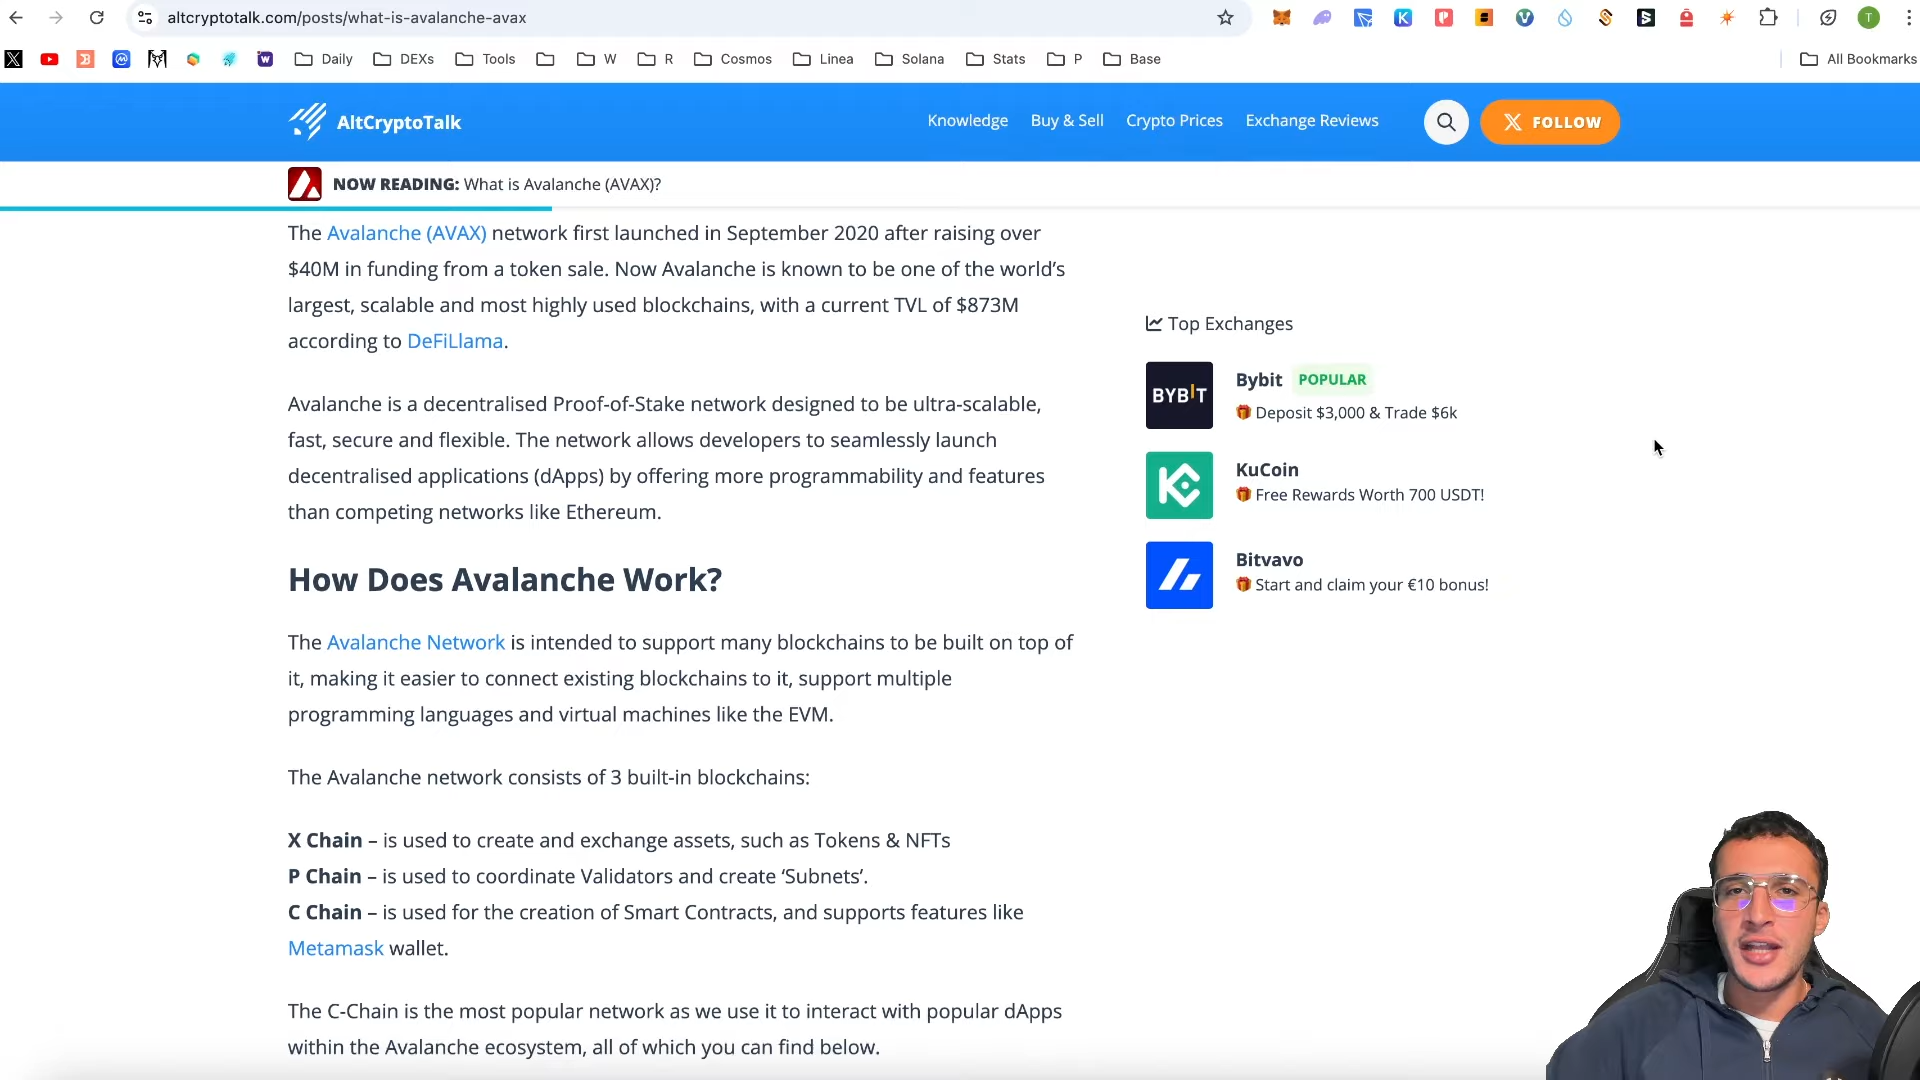 altcryptotalk.com/posts/what-is-avalanche-avax
T
Daily
DEXs
Tools
W
R
Cosmos
Linea
Solana
Stats
P
Base
All Bookmarks
AltCryptoTalk
Knowledge
Buy & Sell
Crypto Prices
Exchange Reviews
FOLLOW
NOW READING: What is Avalanche (AVAX)?
The Avalanche (AVAX) network first launched in September 2020 after raising over
$40M in funding from a token sale. Now Avalanche is known to be one of the world's
largest, scalable and most highly used blockchains, with a current TVL of $873M
according to DeFiLlama.
Avalanche is a decentralised Proof-of-Stake network designed to be ultra-scalable,
fast, secure and flexible. The network allows developers to seamlessly launch
decentralised applications (dApps) by offering more programmability and features
than competing networks like Ethereum.
How Does Avalanche Work?
The Avalanche Network is intended to support many blockchains to be built on top of
it, making it easier to connect existing blockchains to it, support multiple
programming languages and virtual machines like the EVM.
The Avalanche network consists of 3 built-in blockchains:
X Chain – is used to create and exchange assets, such as Tokens & NFTs
P Chain – is used to coordinate Validators and create ‘Subnets’.
C Chain – is used for the creation of Smart Contracts, and supports features like
Metamask wallet.
The C-Chain is the most popular network as we use it to interact with popular dApps
within the Avalanche ecosystem, all of which you can find below.
Top Exchanges
BYBIT
Bybit POPULAR
Deposit $3,000 & Trade $6k
KuCoin
Free Rewards Worth 700 USDT!
Bitvavo
Start and claim your €10 bonus!